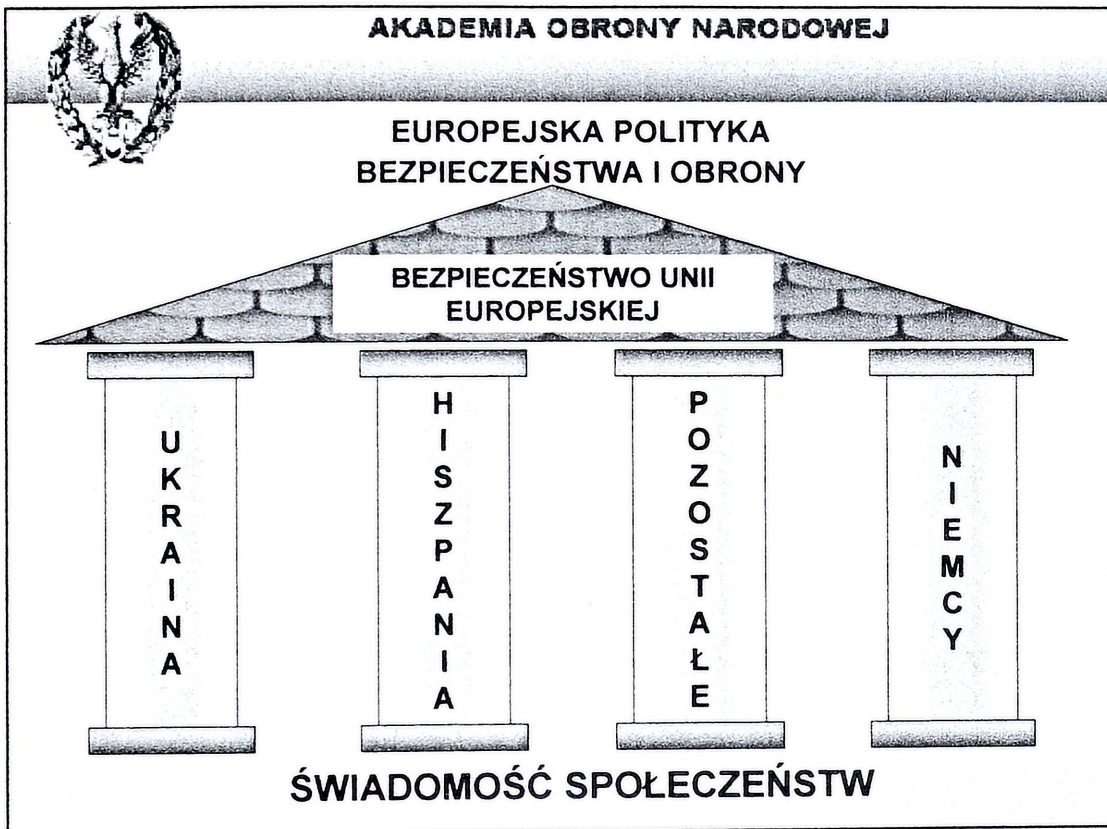 AKADEMIA OBRONY NARODOWEJ
EUROPEJSKA POLITYKA
BEZPIECZEŃSTWA I OBRONY
BEZPIECZEŃSTWO UNII
EUROPEJSKIEJ
UKRAINA
HISZPANIA
POZOSTAŁE
NIEMCY
ŚWIADOMOŚĆ SPOŁECZEŃSTW